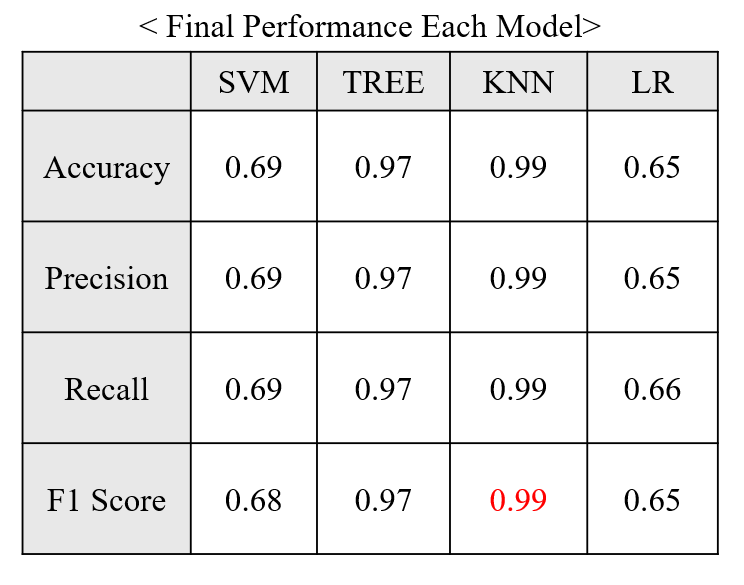 < Final Performance Each Model>
SVM TREE KNN LR
Accuracy 0.69 0.97 0.99 0.65
Precision 0.69 0.97 0.99 0.65
Recall 0.69 0.97 0.99 0.66
F1 Score 0.68 0.97 0.99 0.65